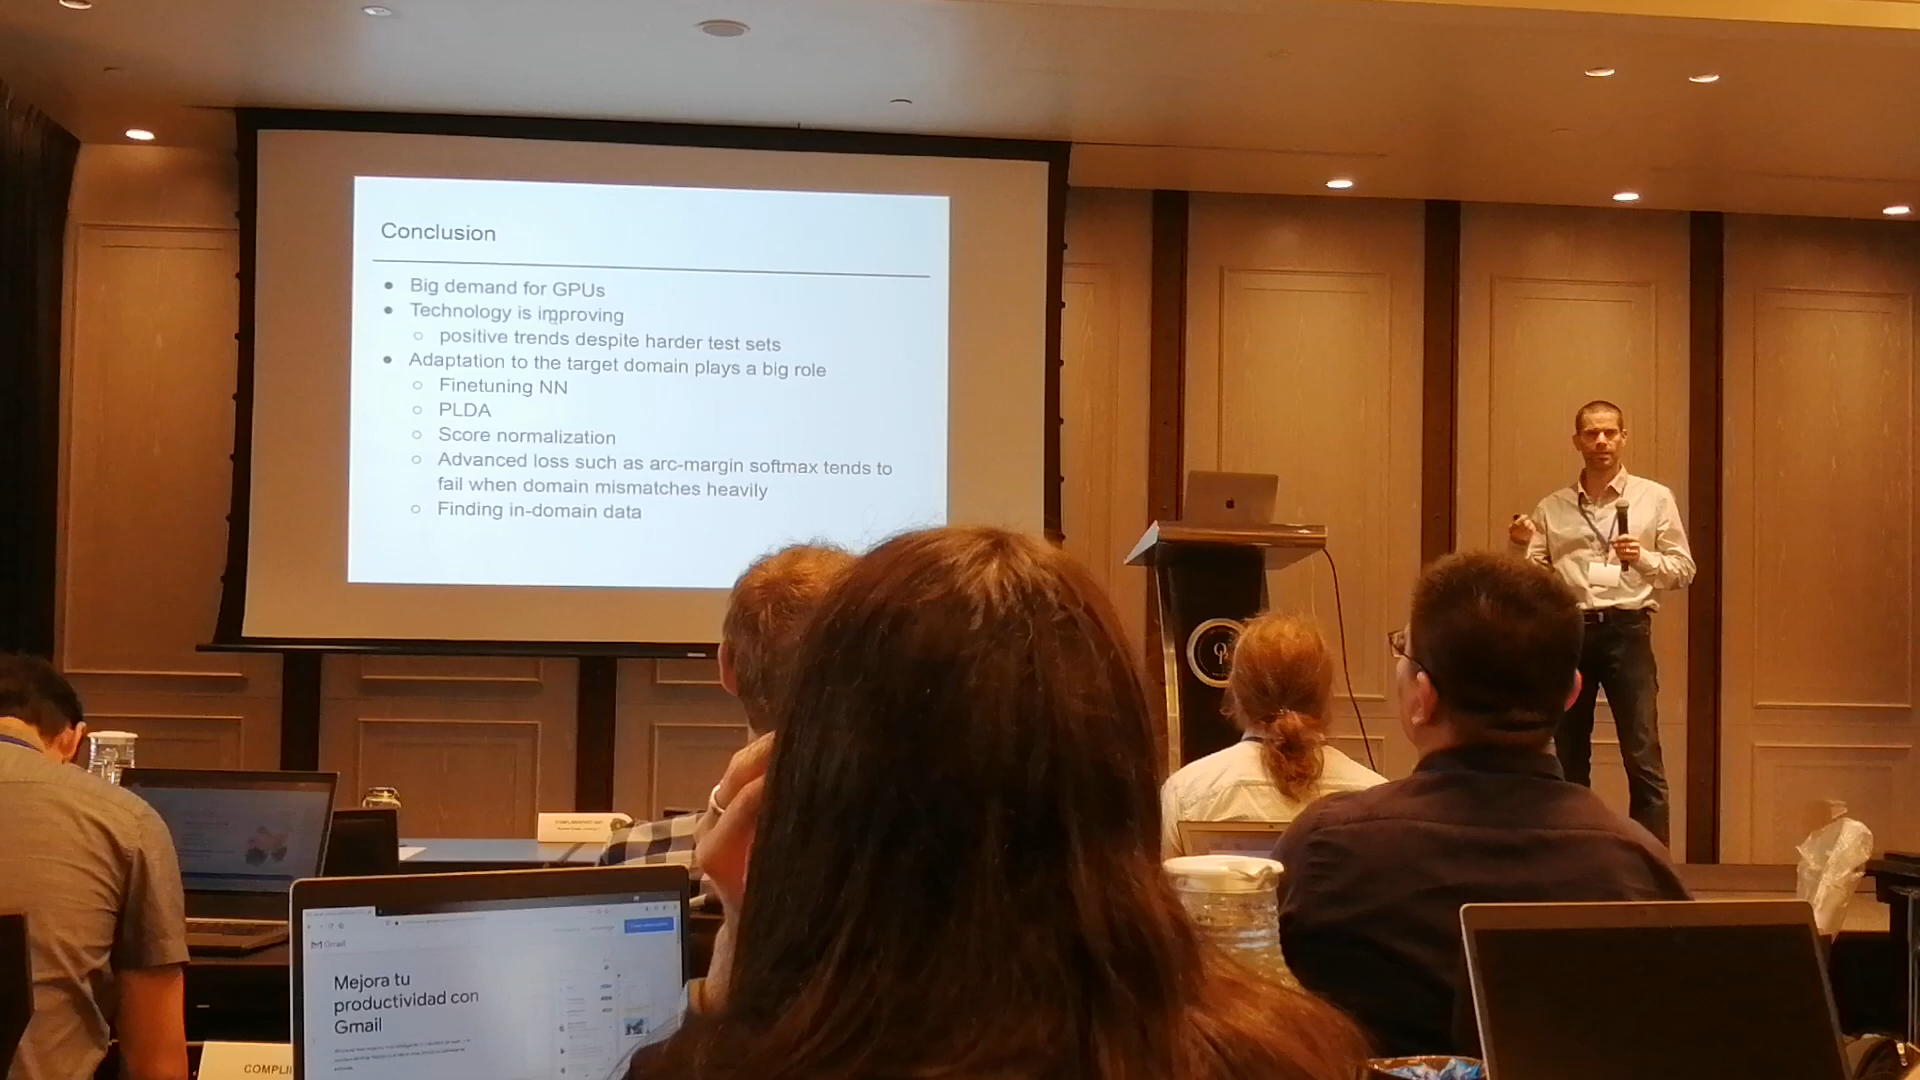 Conclusion
● Big demand for GPUs
● Technology is improving
○ positive trends despite harder test sets
● Adaptation to the target domain plays a big role
○ Finetuning NN
○ PLDA
○ Score normalization
○ Advanced loss such as arc-margin softmax tends to
fail when domain mismatches heavily
○ Finding in-domain data
Gmail
Mejora tu
productividad con
Gmail
COMPLI